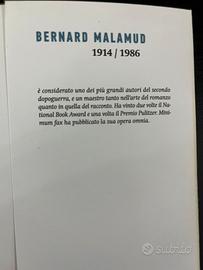 BERNARD MALAMUD
1914 / 1986
è considerato uno dei più grandi autori del secondo
dopoguerra, e un maestro tanto nell'arte del romanzo
quanto in quella del racconto. Ha vinto due volte il Na-
tional Book Award e una volta il Premio Pulitzer. Mini-
mum fax ha pubblicato la sua opera omnia.
subito